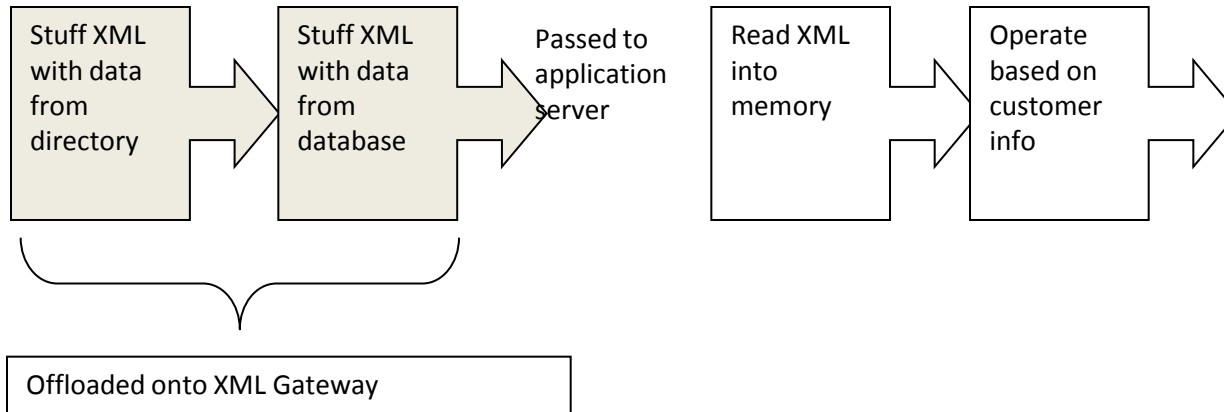 Stuff XML
with data
from
directory
Stuff XML
with data
from
database
Passed to
application
server
Read XML
into
memory
Operate
based on
customer
info
Offloaded onto XML Gateway